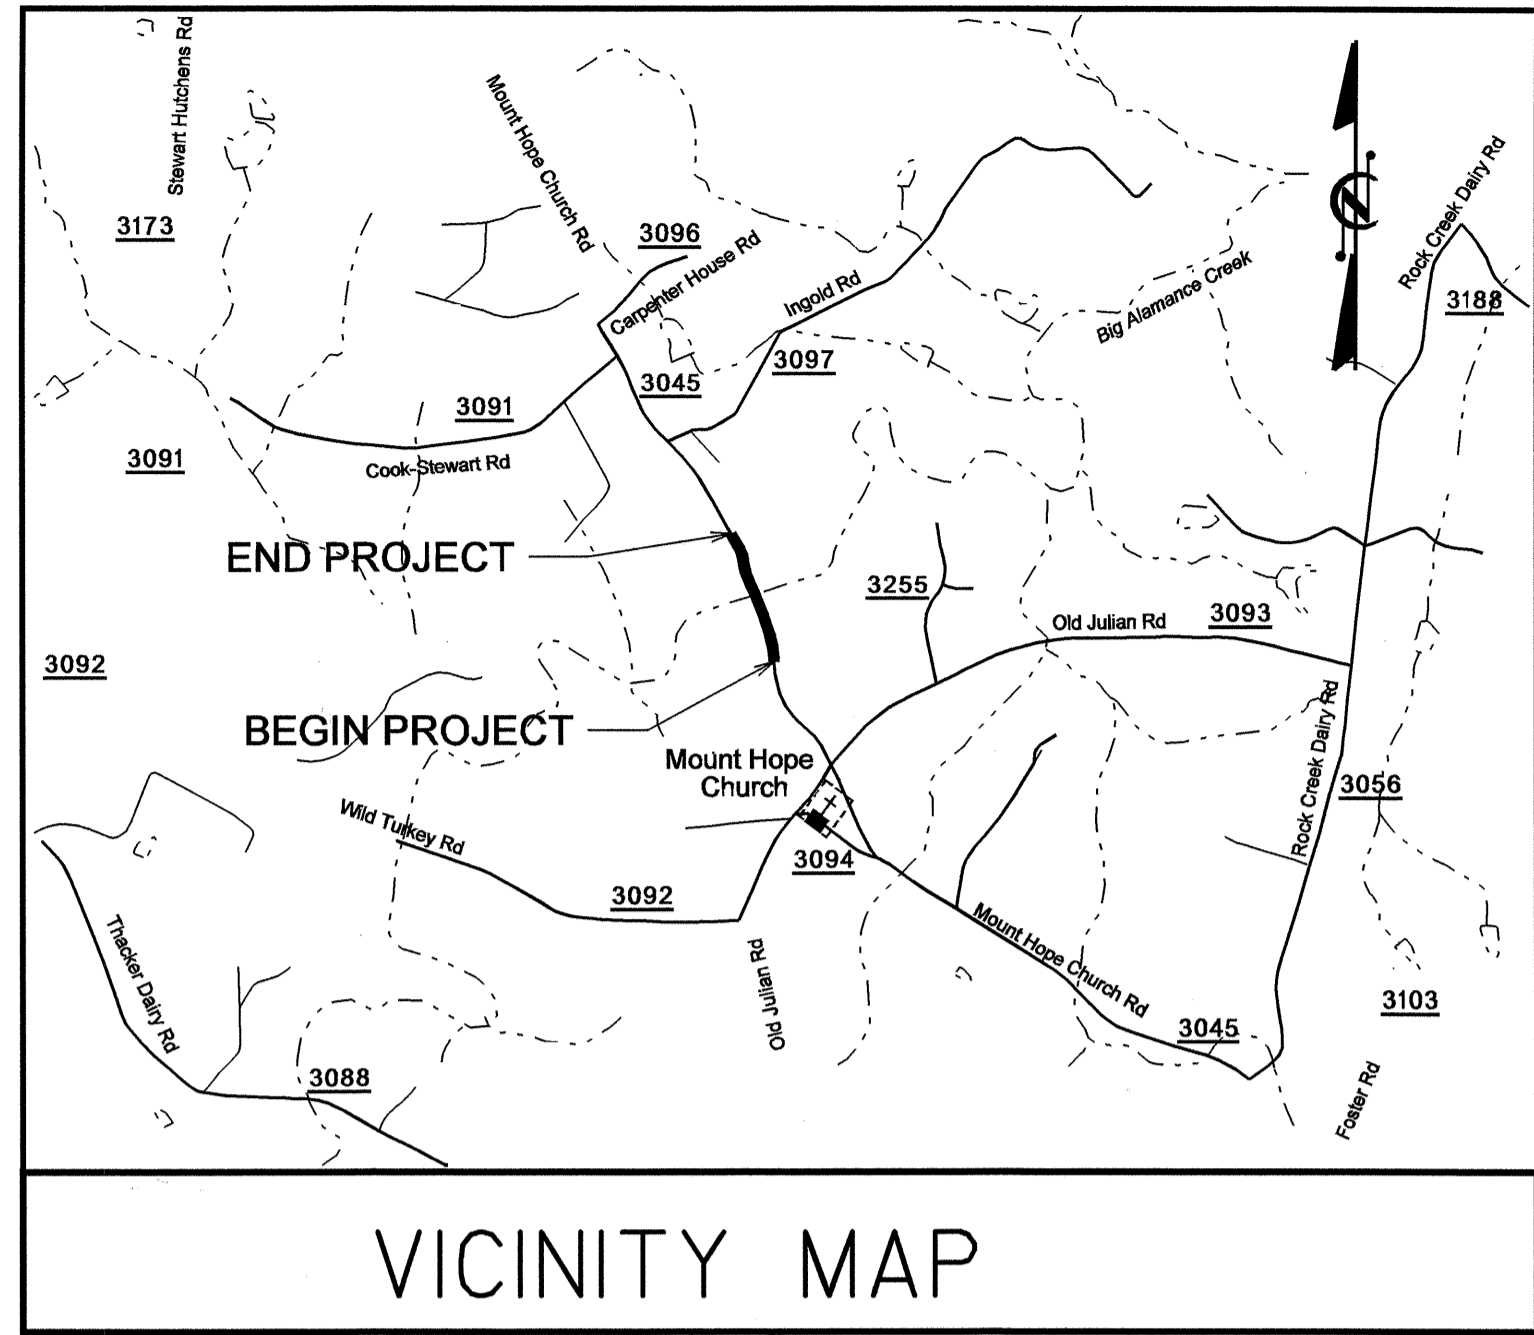 Stewart Hutchens Rd
Mount Hope Church Rd
Rock Creek Dairy Rd
3173
3096
Carpenter House Rd
Ingold Rd
Big Alamance Creek
N
3188
3097
3045
3091
Cook-Stewart Rd
3091
END PROJECT
3255
Old Julian Rd
3093
3092
BEGIN PROJECT
Mount Hope
Church
Rock Creek Dairy Rd
3056
Wild Turkey Rd
3094
3092
Thacker Dairy Rd
Old Julian Rd
Mount Hope Church Rd
3103
3045
3088
Foster Rd
VICINITY MAP